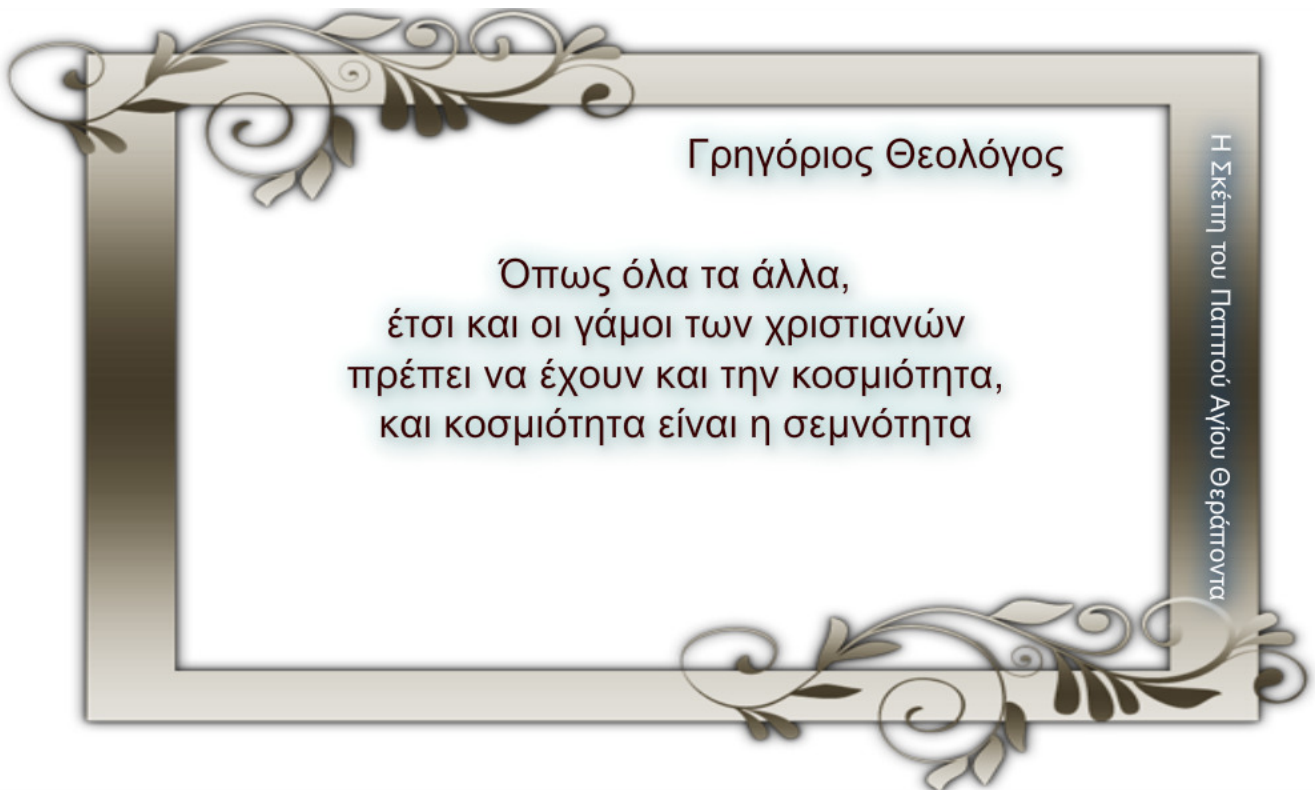 Γρηγόριος Θεολόγος
Όπως όλα τα άλλα,
έτσι και οι γάμοι των χριστιανών
πρέπει να έχουν και την κοσμιότητα,
και κοσμιότητα είναι η σεμνότητα
Η Σκέπη του Παππού Αγίου Θεράποντα